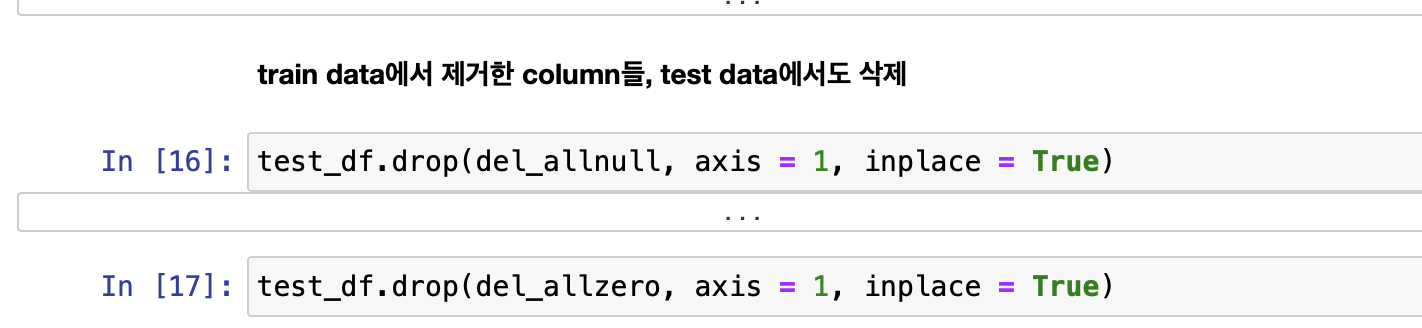 ...
train data에서 제거한 column들, test data에서도 삭제
In [16]: test_df.drop(del_allnull, axis = 1, inplace = True)
...
In [17]: test_df.drop(del_allzero, axis = 1, inplace = True)